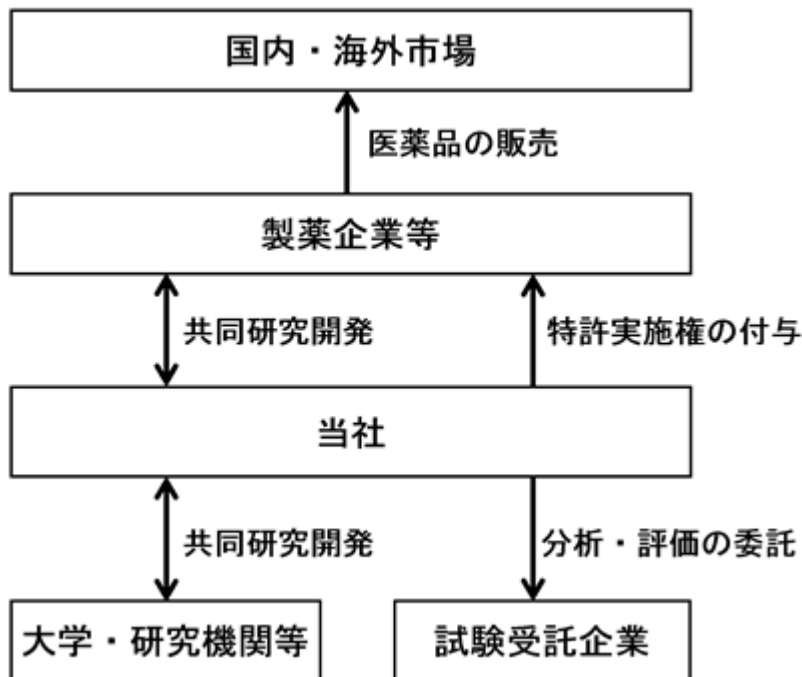 国内・海外市場
医薬品の販売
製薬企業等
共同研究開発
特許実施権の付与
当社
共同研究開発
分析・評価の委託
大学・研究機関等
試験受託企業